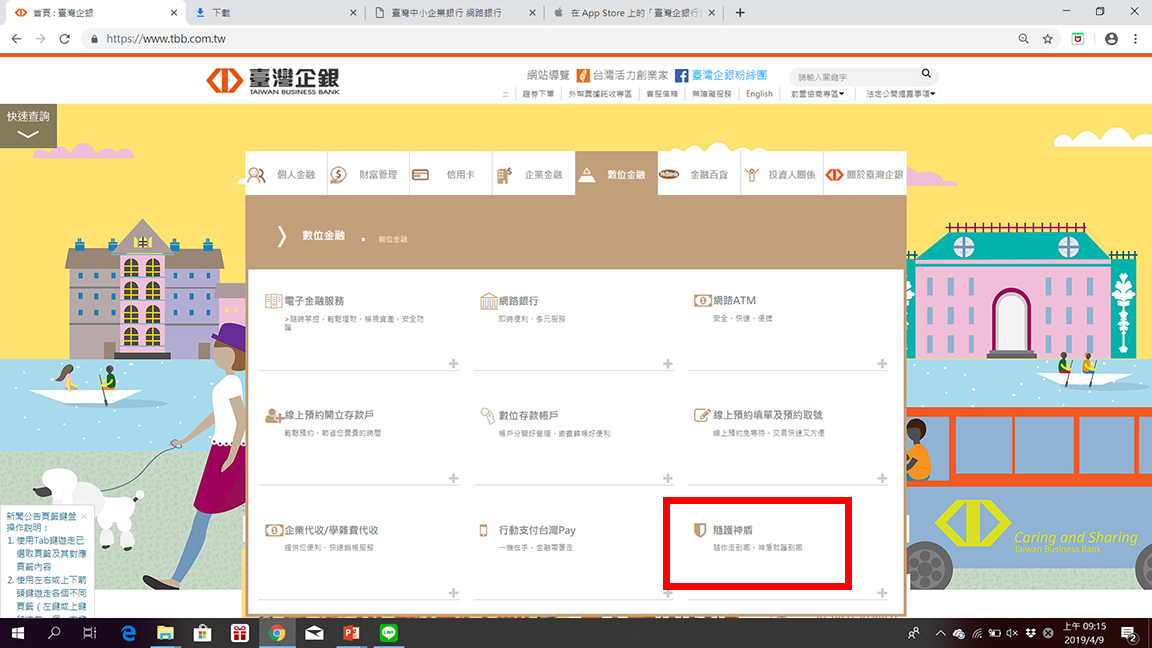 首頁 : 臺灣企銀
下載
臺灣中小企業銀行 網路銀行
在 App Store 上的「臺灣企銀行
https://www.tbb.com.tw
臺灣企銀
TAIWAN BUSINESS BANK
網站導覽 台灣活力創業家 臺灣企銀粉絲團
請輸入關鍵字
::: 證券下單 外幣票據託收專區 客服信箱 無障礙服務 English 前置協商專區 法定公開揭露事項
快速查詢
個人金融 財富管理 信用卡 企業金融 數位金融 金融百貨 投資人關係 關於臺灣企銀
數位金融 數位金融
電子金融服務
>隨時掌控，輕鬆理財，檢視資產，安全防
護
網路銀行
即時便利、多元服務
網路ATM
安全、快速、便捷
線上預約開立存款戶
輕鬆預約，節省您寶貴的時間
數位存款帳戶
帳戶分開好管理，繳費歸帳好便利
線上預約填單及預約取號
線上預約免等待，交易快速又方便
企業代收/學雜費代收
提供您便利、快速銷帳服務
行動支付台灣Pay
一機在手，金融帶著走
隨護神盾
陪你走到哪，神盾就護到哪
新聞公告頁籤鍵盤
操作說明：
1. 使用Tab鍵遊走已
選取頁籤及其對應
頁籤內容
2. 使用左右或上下箭
頭鍵遊走各個不同
頁籤（左鍵或上鍵
Caring and Sharing
Taiwan Business Bank
上午 09:15
2019/4/9
2